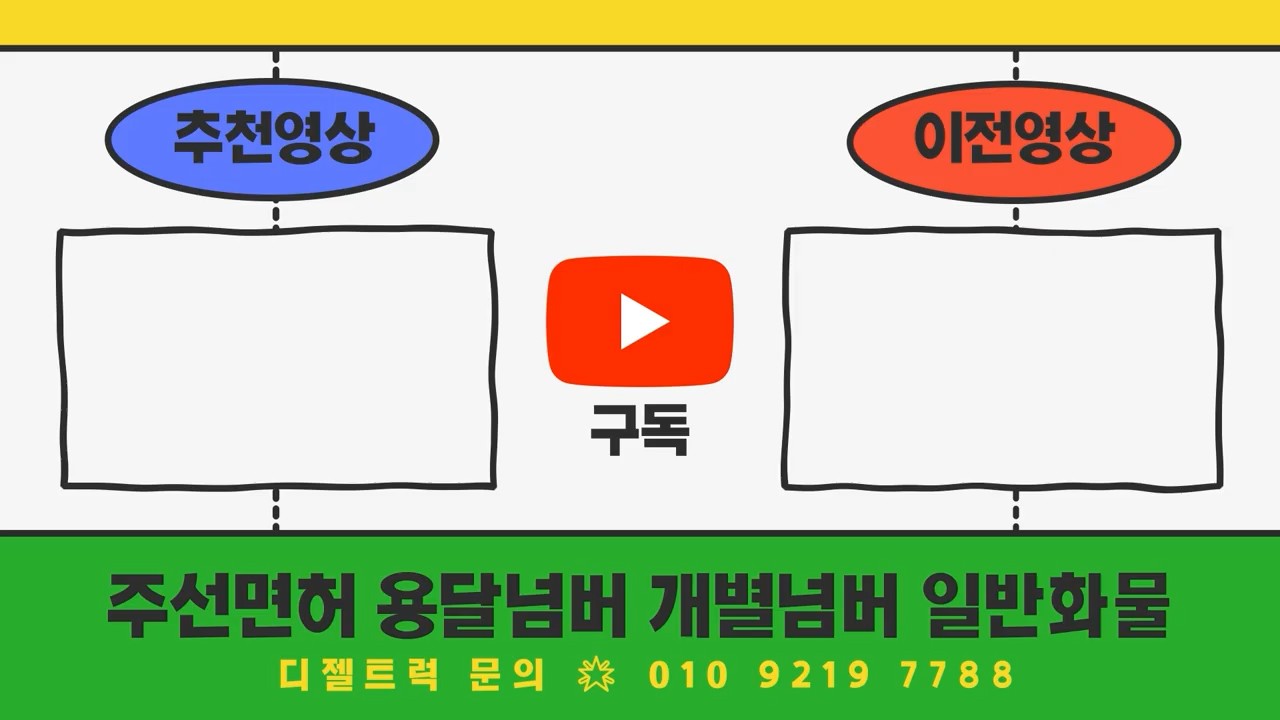 추천영상
이전영상
구독
주선면허 용달넘버 개별넘버 일반화물
디젤트럭 문의 010 9219 7788